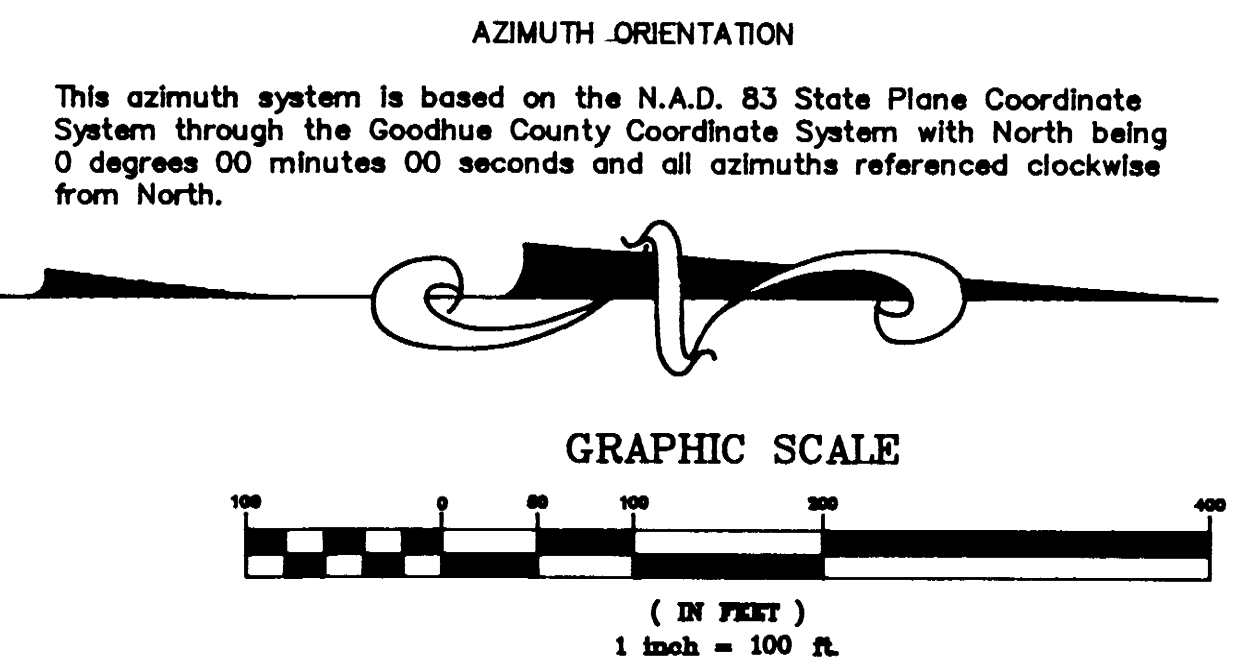 AZIMUTH ORIENTATION
This azimuth system is based on the N.A.D. 83 State Plane Coordinate
System through the Goodhue County Coordinate System with North being
0 degrees 00 minutes 00 seconds and all azimuths referenced clockwise
from North.
GRAPHIC SCALE
100 0 50 100 200 400
( IN FEET )
1 inch = 100 ft.